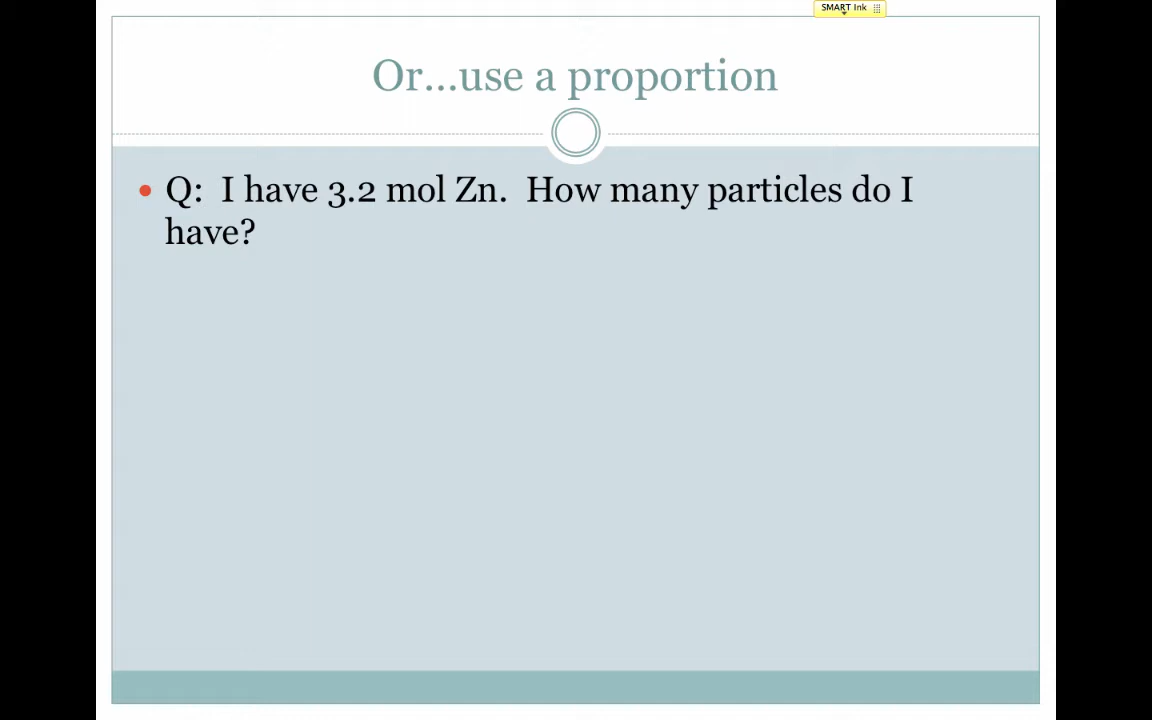 SMART Ink
Or...use a proportion
• Q:  I have 3.2 mol Zn.  How many particles do I
have?